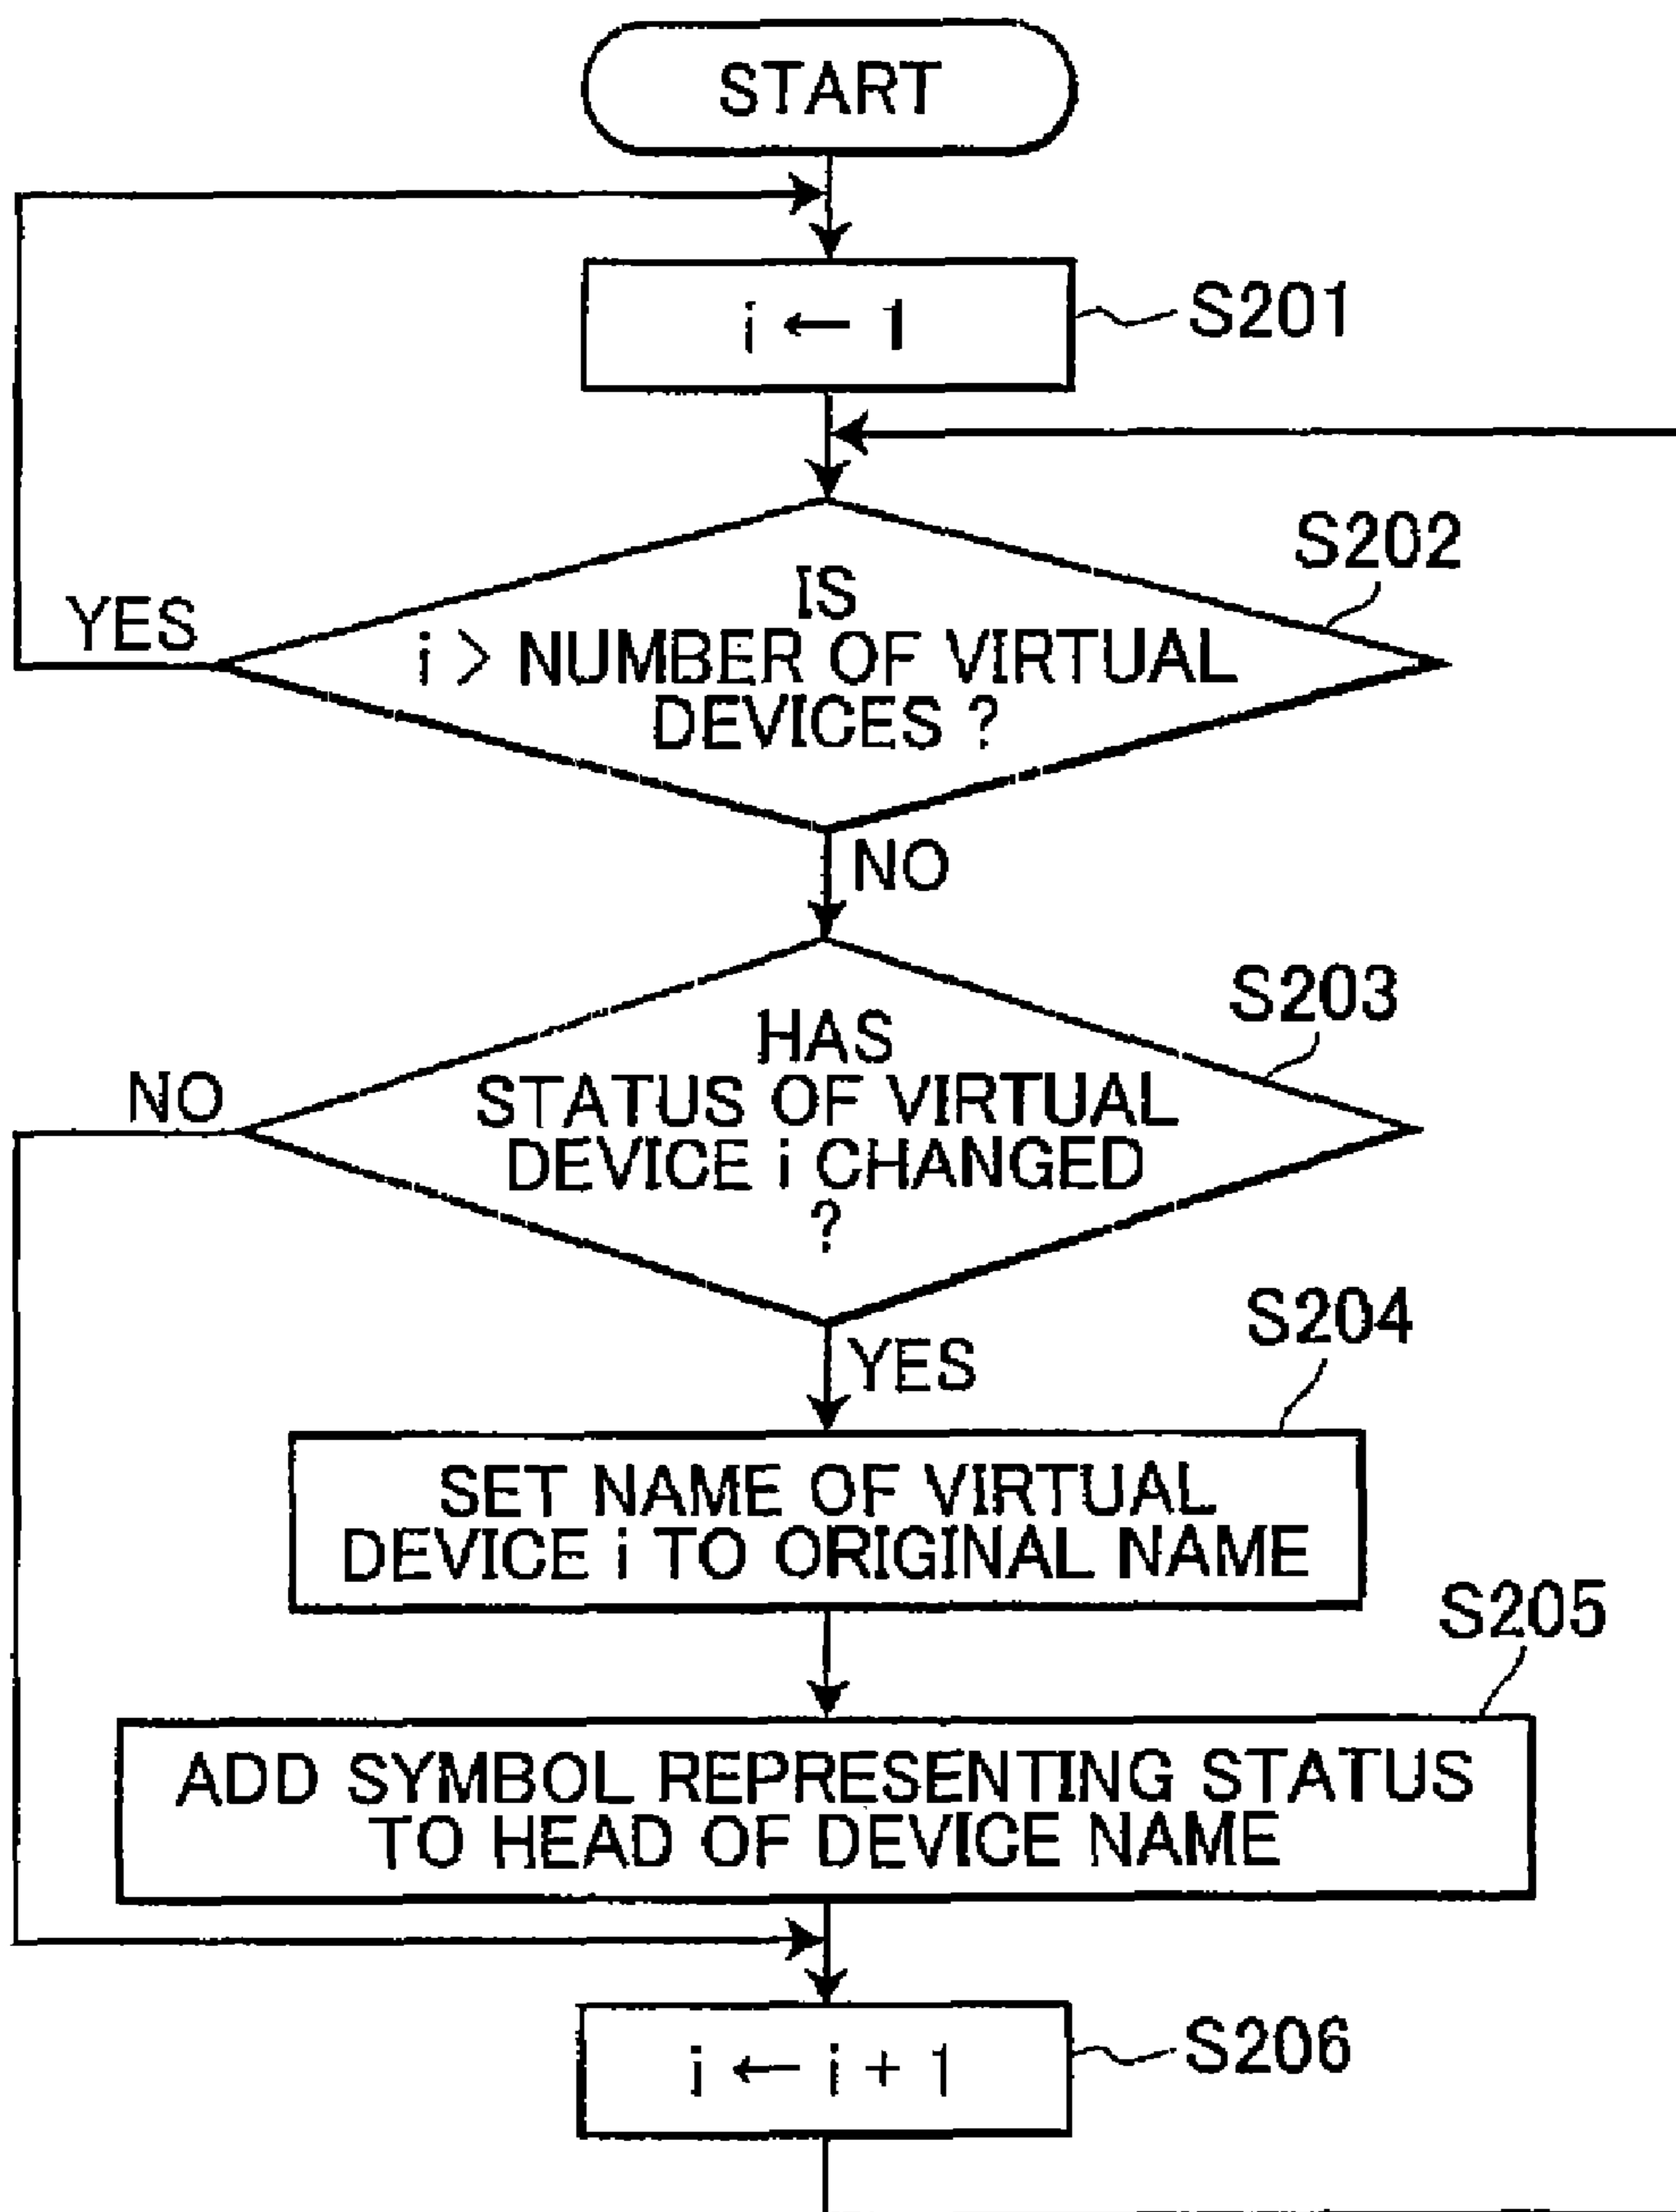 START
i ← 1
S201
S202
IS
i > NUMBER OF VIRTUAL
DEVICES ?
YES
NO
S203
HAS
STATUS OF VIRTUAL
DEVICE i CHANGED
?
NO
YES
S204
SET NAME OF VIRTUAL
DEVICE i TO ORIGINAL NAME
S205
ADD SYMBOL REPRESENTING STATUS
TO HEAD OF DEVICE NAME
i ← i + 1
S206